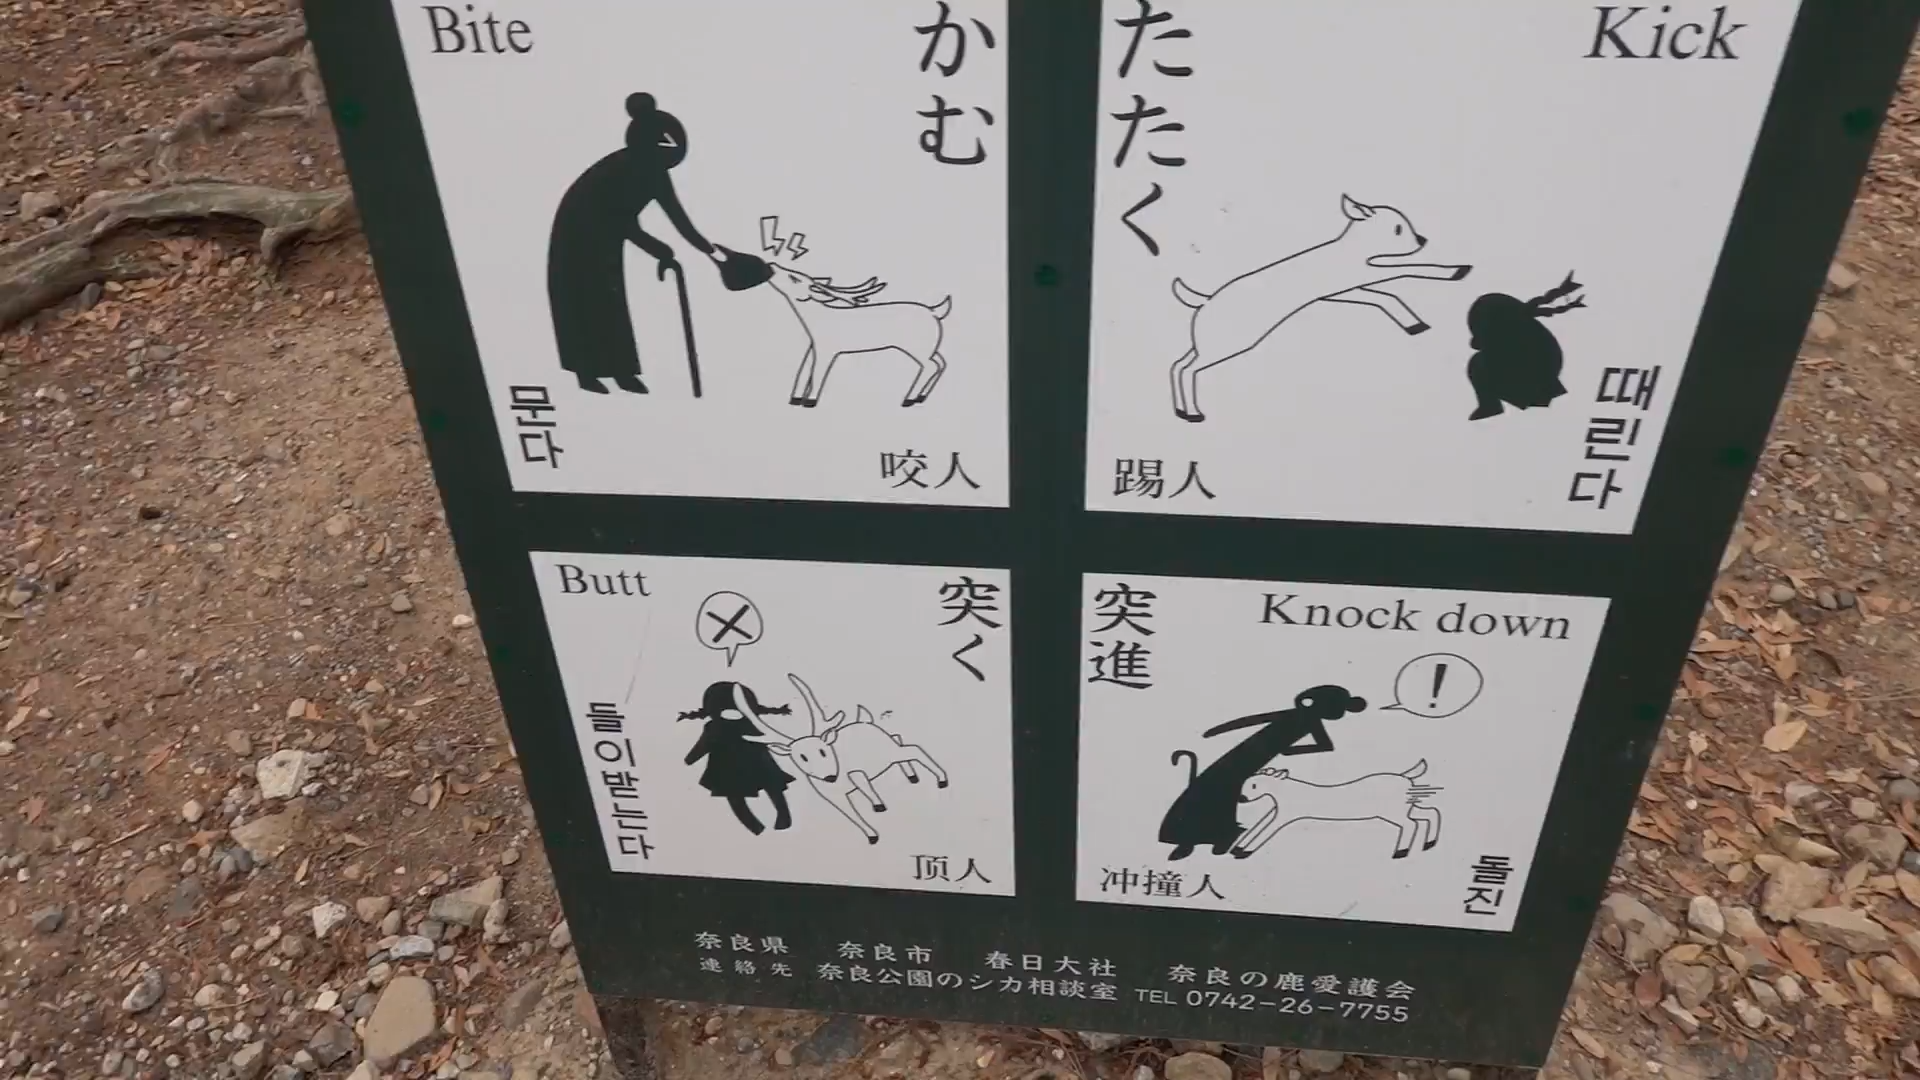 Bite
かむ
문다
咬人
Kick
たたく
때린다
踢人
Butt
突く
들이받는다
顶人
Knock down
突進
돌진
冲撞人
奈良県 奈良市 春日大社 奈良の鹿愛護会
連絡先 奈良公園のシカ相談室 TEL 0742-26-7755